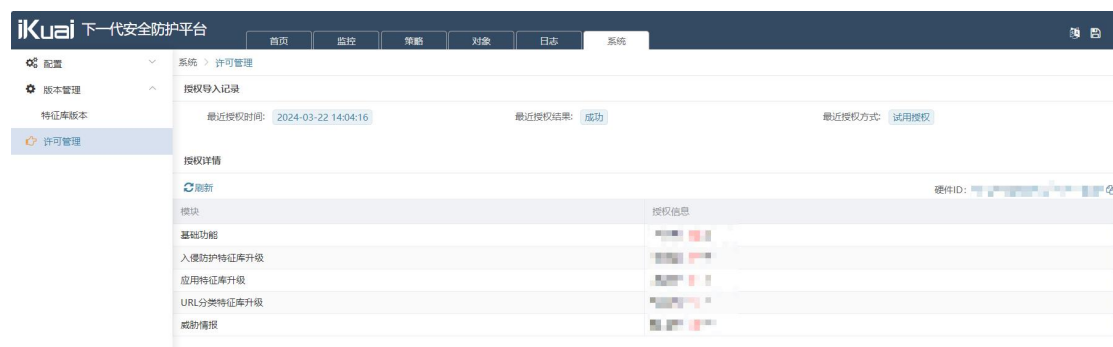 iKuai 下一代安全防护平台
首页 监控 策略 对象 日志 系统
配置
版本管理
特征库版本
许可管理
系统 > 许可管理
授权导入记录
最近授权时间: 2024-03-22 14:04:16 最近授权结果: 成功 最近授权方式: 试用授权
授权详情
刷新 硬件ID:
模块 授权信息
基础功能
入侵防护特征库升级
应用特征库升级
URL分类特征库升级
威胁情报